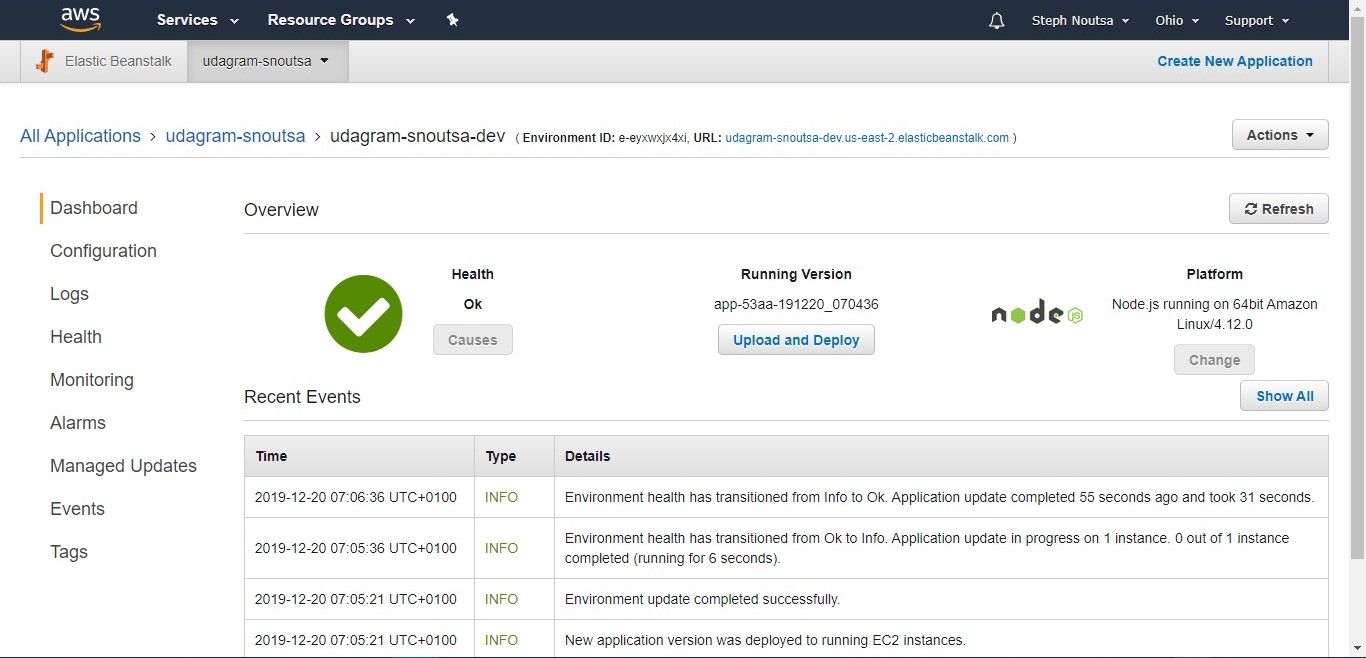 aws Services Resource Groups Steph Noutsa Ohio Support
Elastic Beanstalk udagram-snoutsa Create New Application
All Applications > udagram-snoutsa > udagram-snoutsa-dev ( Environment ID: e-eyxwxjx4xi, URL: udagram-snoutsa-dev.us-east-2.elasticbeanstalk.com ) Actions
Dashboard
Configuration
Logs
Health
Monitoring
Alarms
Managed Updates
Events
Tags
Overview Refresh
Health
Ok
Causes
Running Version
app-53aa-191220_070436
Upload and Deploy
node JS
Platform
Node.js running on 64bit Amazon
Linux/4.12.0
Change
Recent Events Show All
Time Type Details
2019-12-20 07:06:36 UTC+0100 INFO Environment health has transitioned from Info to Ok. Application update completed 55 seconds ago and took 31 seconds.
2019-12-20 07:05:36 UTC+0100 INFO Environment health has transitioned from Ok to Info. Application update in progress on 1 instance. 0 out of 1 instance
completed (running for 6 seconds).
2019-12-20 07:05:21 UTC+0100 INFO Environment update completed successfully.
2019-12-20 07:05:21 UTC+0100 INFO New application version was deployed to running EC2 instances.